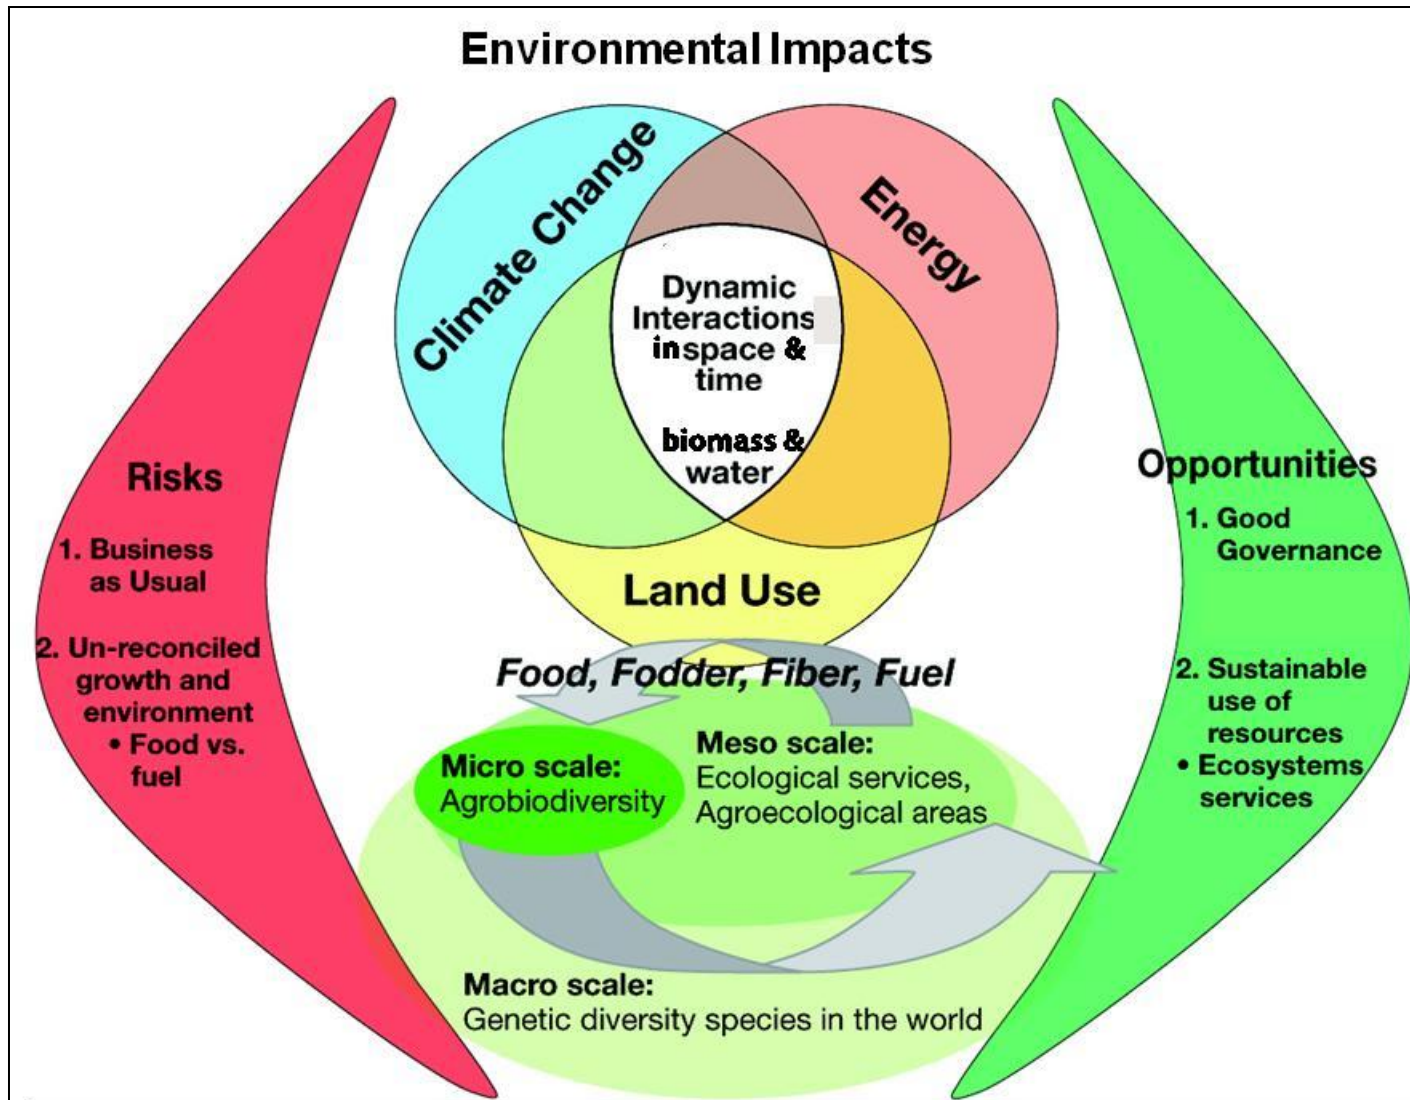 Environmental Impacts
Climate Change
Energy
Dynamic
Interactions
in space &
time
biomass &
water
Land Use
Risks
1. Business
as Usual
2. Un-reconciled
growth and
environment
• Food vs.
fuel
Opportunities
1. Good
Governance
2. Sustainable
use of
resources
• Ecosystems
services
Food, Fodder, Fiber, Fuel
Micro scale:
Agrobiodiversity
Meso scale:
Ecological services,
Agroecological areas
Macro scale:
Genetic diversity species in the world